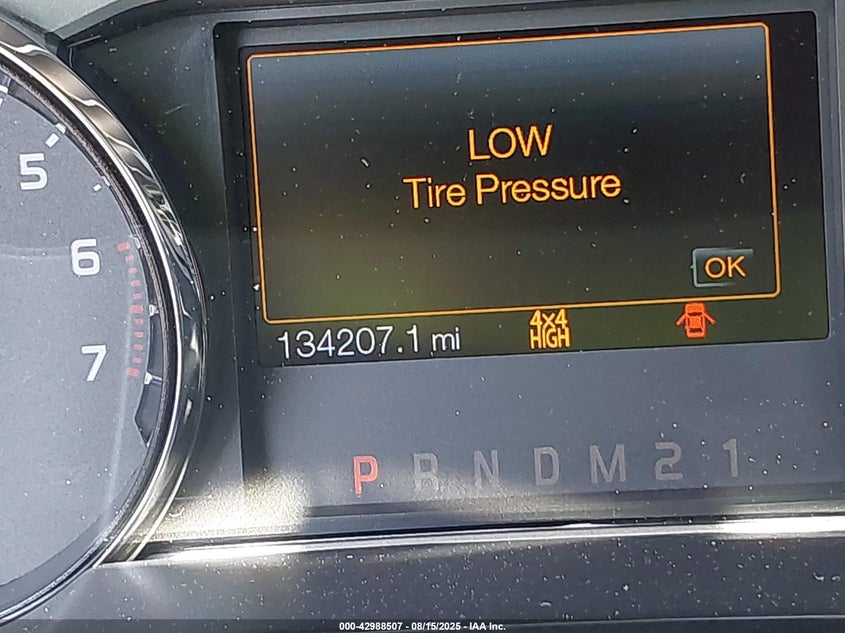 5
6
7
LOW
Tire Pressure
OK
134207.1 mi
4x4
HIGH
P R N D M 2 1
000-42988507 - 08/15/2025 - IAA Inc.